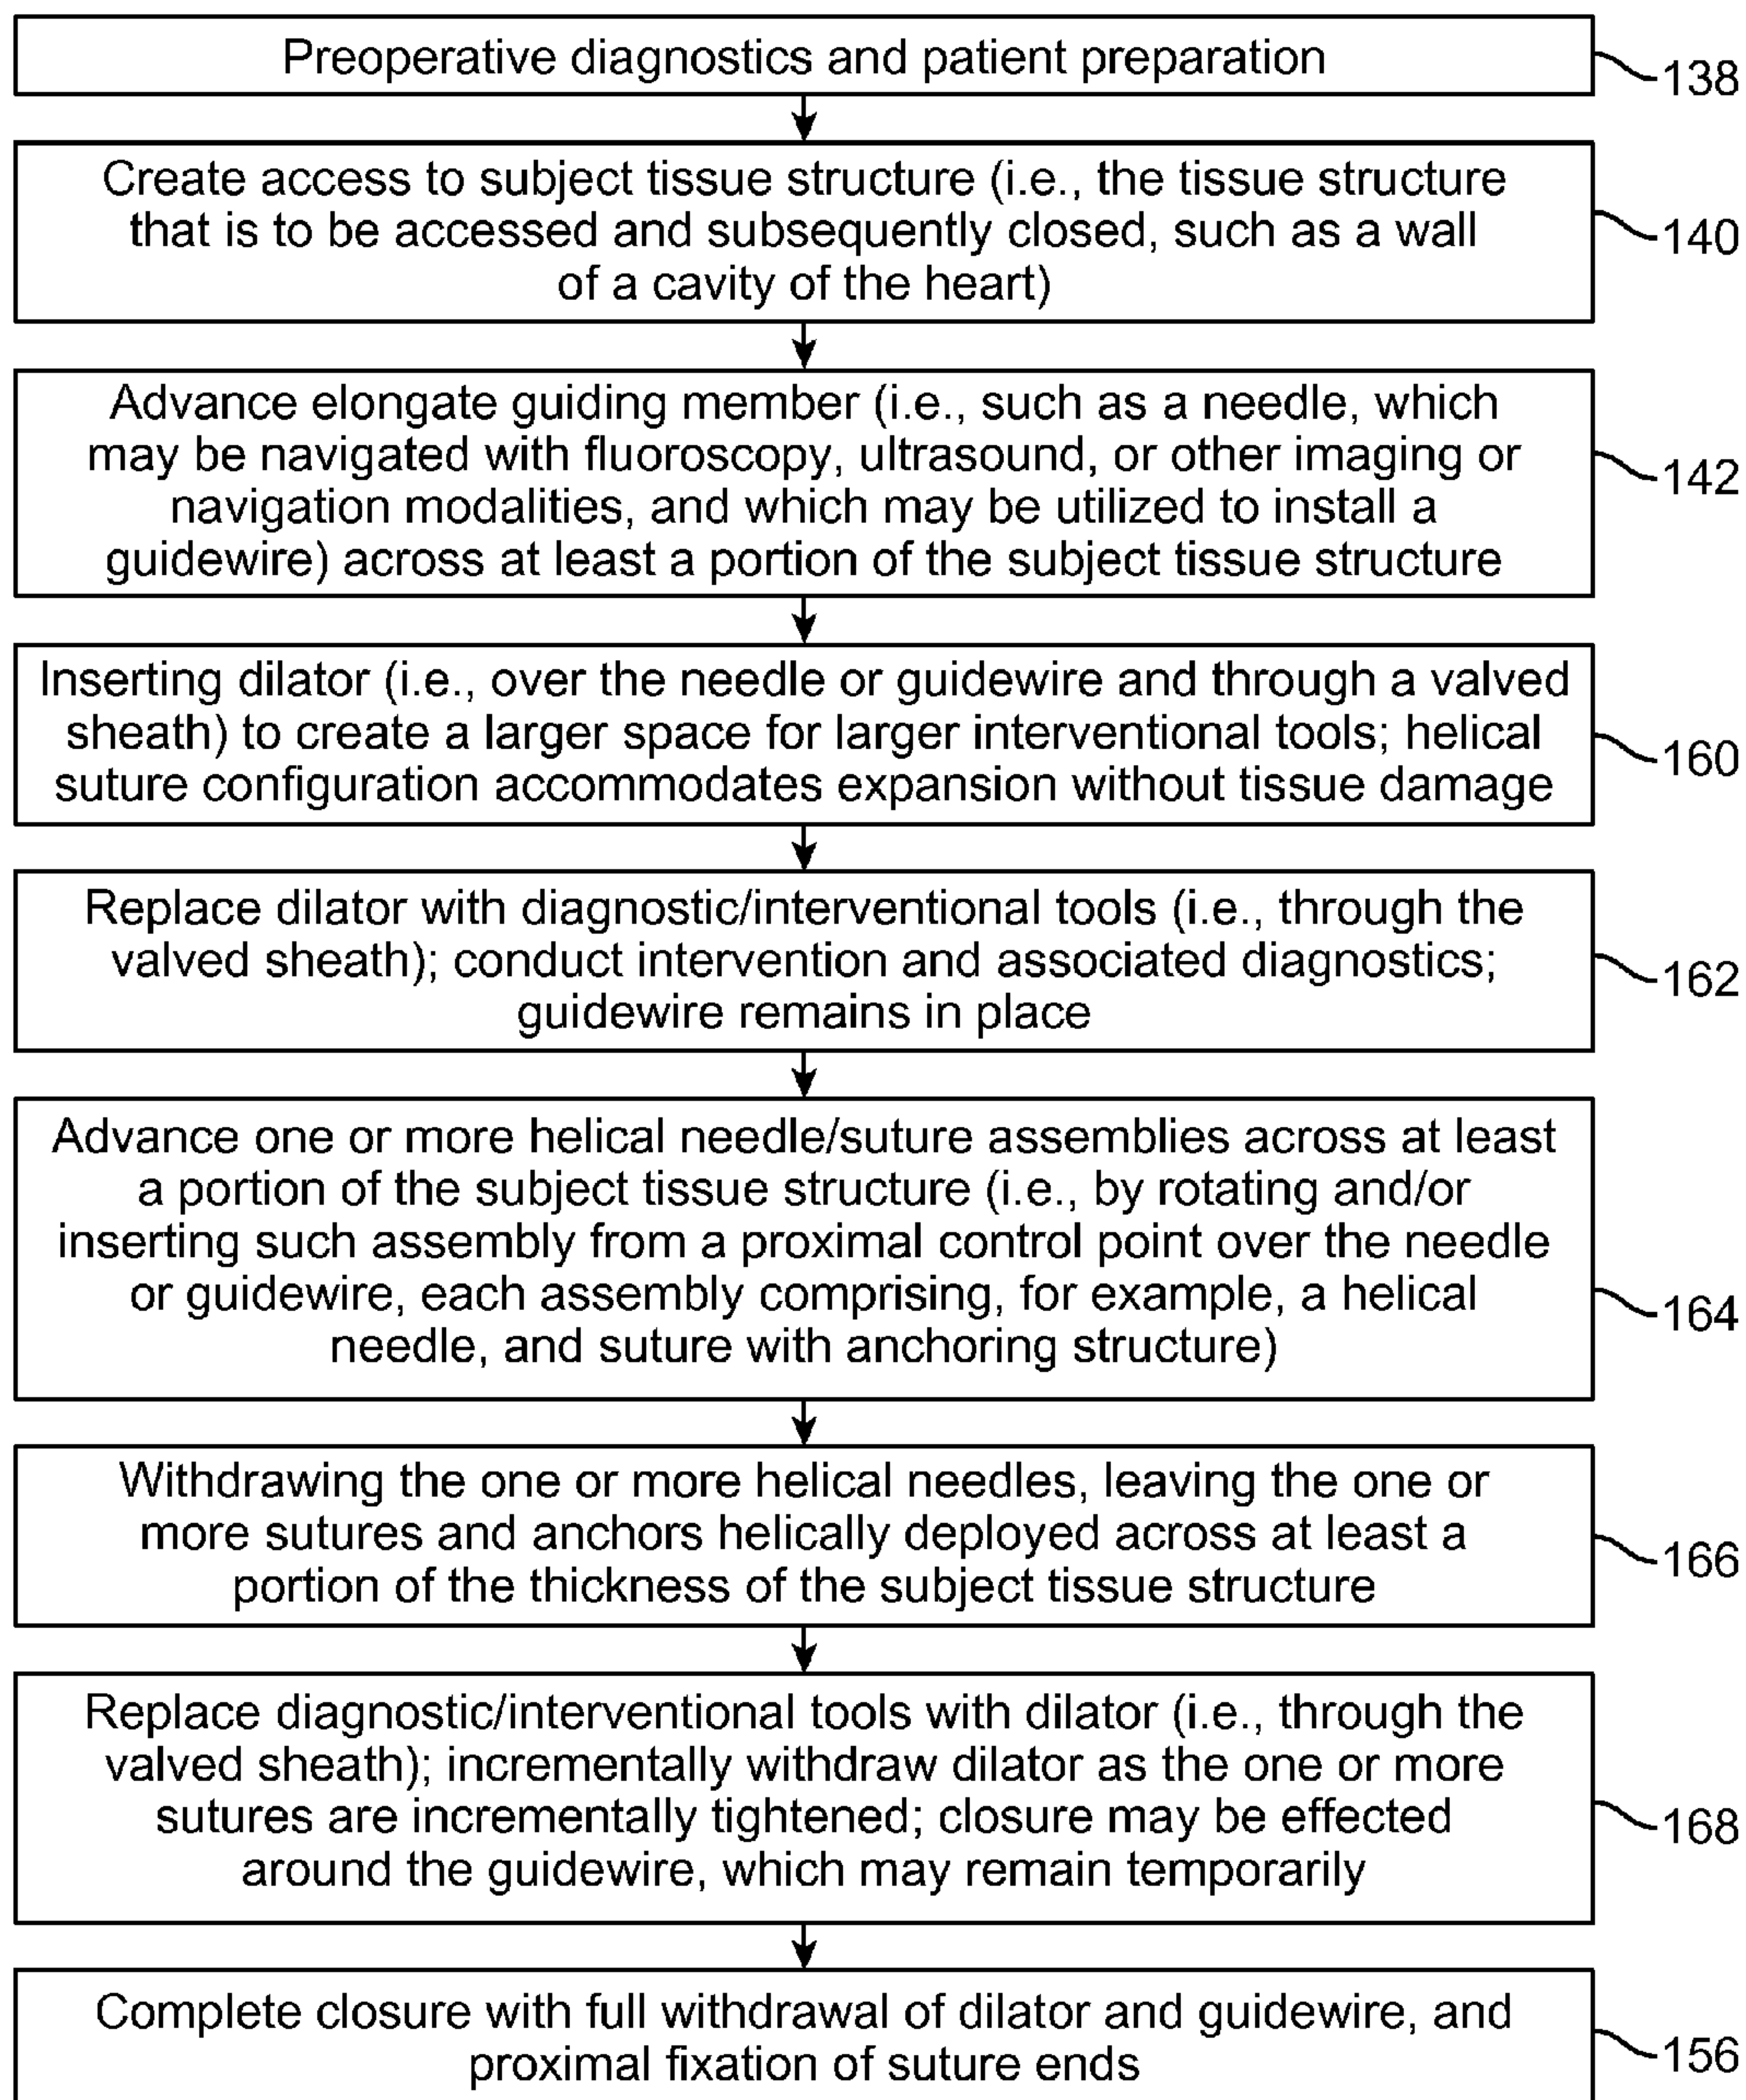 Preoperative diagnostics and patient preparation
138
Create access to subject tissue structure (i.e., the tissue structure
that is to be accessed and subsequently closed, such as a wall
of a cavity of the heart)
140
Advance elongate guiding member (i.e., such as a needle, which
may be navigated with fluoroscopy, ultrasound, or other imaging or
navigation modalities, and which may be utilized to install a
guidewire) across at least a portion of the subject tissue structure
142
Inserting dilator (i.e., over the needle or guidewire and through a valved
sheath) to create a larger space for larger interventional tools; helical
suture configuration accommodates expansion without tissue damage
160
Replace dilator with diagnostic/interventional tools (i.e., through the
valved sheath); conduct intervention and associated diagnostics;
guidewire remains in place
162
Advance one or more helical needle/suture assemblies across at least
a portion of the subject tissue structure (i.e., by rotating and/or
inserting such assembly from a proximal control point over the needle
or guidewire, each assembly comprising, for example, a helical
needle, and suture with anchoring structure)
164
Withdrawing the one or more helical needles, leaving the one or
more sutures and anchors helically deployed across at least a
portion of the thickness of the subject tissue structure
166
Replace diagnostic/interventional tools with dilator (i.e., through the
valved sheath); incrementally withdraw dilator as the one or more
sutures are incrementally tightened; closure may be effected
around the guidewire, which may remain temporarily
168
Complete closure with full withdrawal of dilator and guidewire, and
proximal fixation of suture ends
156